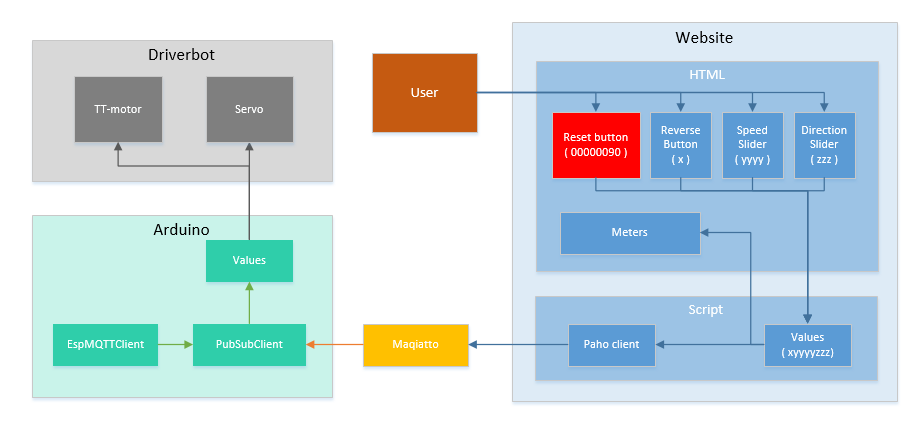 Driverbot
TT-motor
Servo
Arduino
Values
EspMQTTClient
PubSubClient
Maqiatto
User
Website
HTML
Reset button
( 00000090 )
Reverse
Button
( x )
Speed
Slider
( yyyy )
Direction
Slider
( zzz )
Meters
Script
Paho client
Values
( xyyyyzzz)